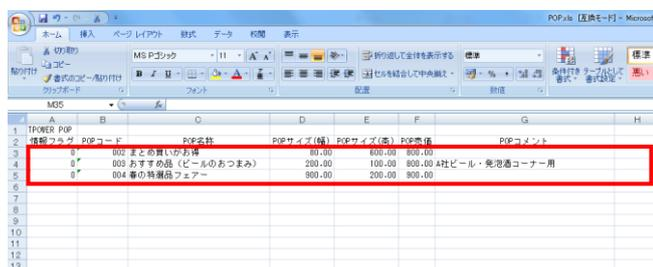 POP.xls [互換モード] - Microsoft
ホーム 挿入 ページ レイアウト 数式 データ 校閲 表示
切り取り MS Pゴシック 11 A A 折り返して全体を表示する 標準 標準
コピー
貼り付け 書式のコピー/貼り付け B I U A セルを結合して中央揃え % , 条件付き書式 テーブルとして書式設定 悪い
クリップボード フォント 配置 数値
M35 fx
A B C D E F G H
1 TPOWER POP
2 情報フラグ POPコード POP名称 POPサイズ(幅) POPサイズ(高) POP売価 POPコメント
3 0 002 まとめ買いがお得 80.00 600.00 800.00
4 0 003 おすすめ品（ビールのおつまみ） 200.00 100.00 800.00 A社ビール・発泡酒コーナー用
5 0 004 春の特選品フェアー 900.00 200.00 900.00
6
7
8
9
10
11
12
13